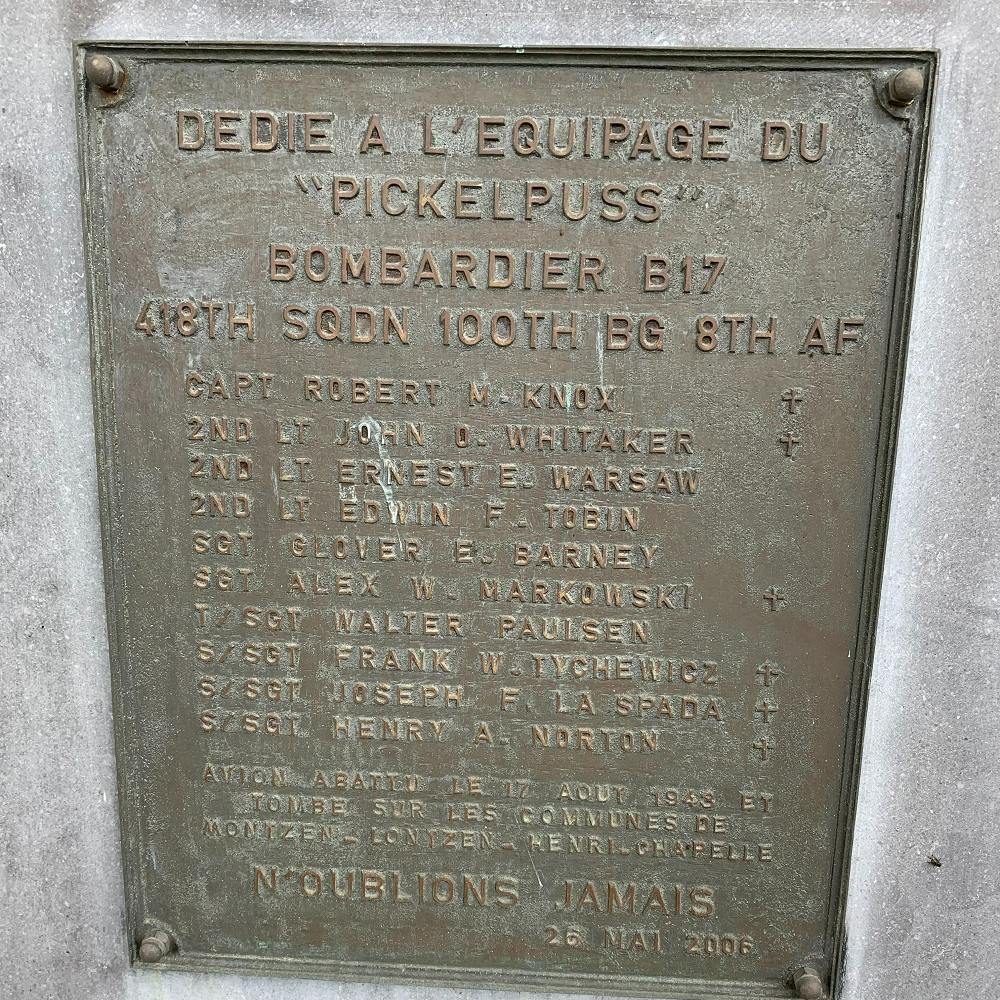 DEDIE A L'EQUIPAGE DU
"PICKELPUSS"
BOMBARDIER B17
418TH SQDN 100TH BG 8TH AF
CAPT ROBERT M. KNOX ✝
2ND LT JOHN O. WHITAKER ✝
2ND LT ERNEST E. WARSAW
2ND LT EDWIN F. TOBIN
SGT GLOVER E. BARNEY
SGT ALEX W. MARKOWSKI ✝
T/SGT WALTER PAULSEN
S/SGT FRANK W. TYCHEWICZ ✝
S/SGT JOSEPH F. LA SPADA ✝
S/SGT HENRY A. NORTON ✝
AVION ABATTU LE 17 AOUT 1943 ET
TOMBE SUR LES COMMUNES DE
MONTZEN-LONTZEN-HENRI-CHAPELLE
N'OUBLIONS JAMAIS
26 MAI 2006